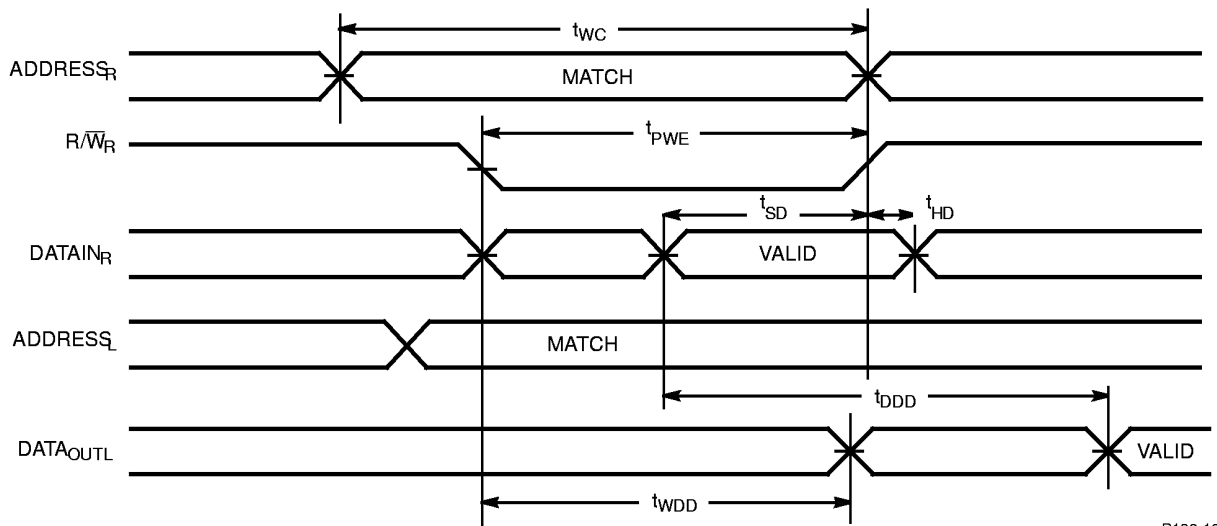 tWC
ADDRESSR
MATCH
R/W̅R
tPWE
tSD
tHD
DATAINR
VALID
ADDRESSL
MATCH
tDDD
DATAOUTL
VALID
tWDD